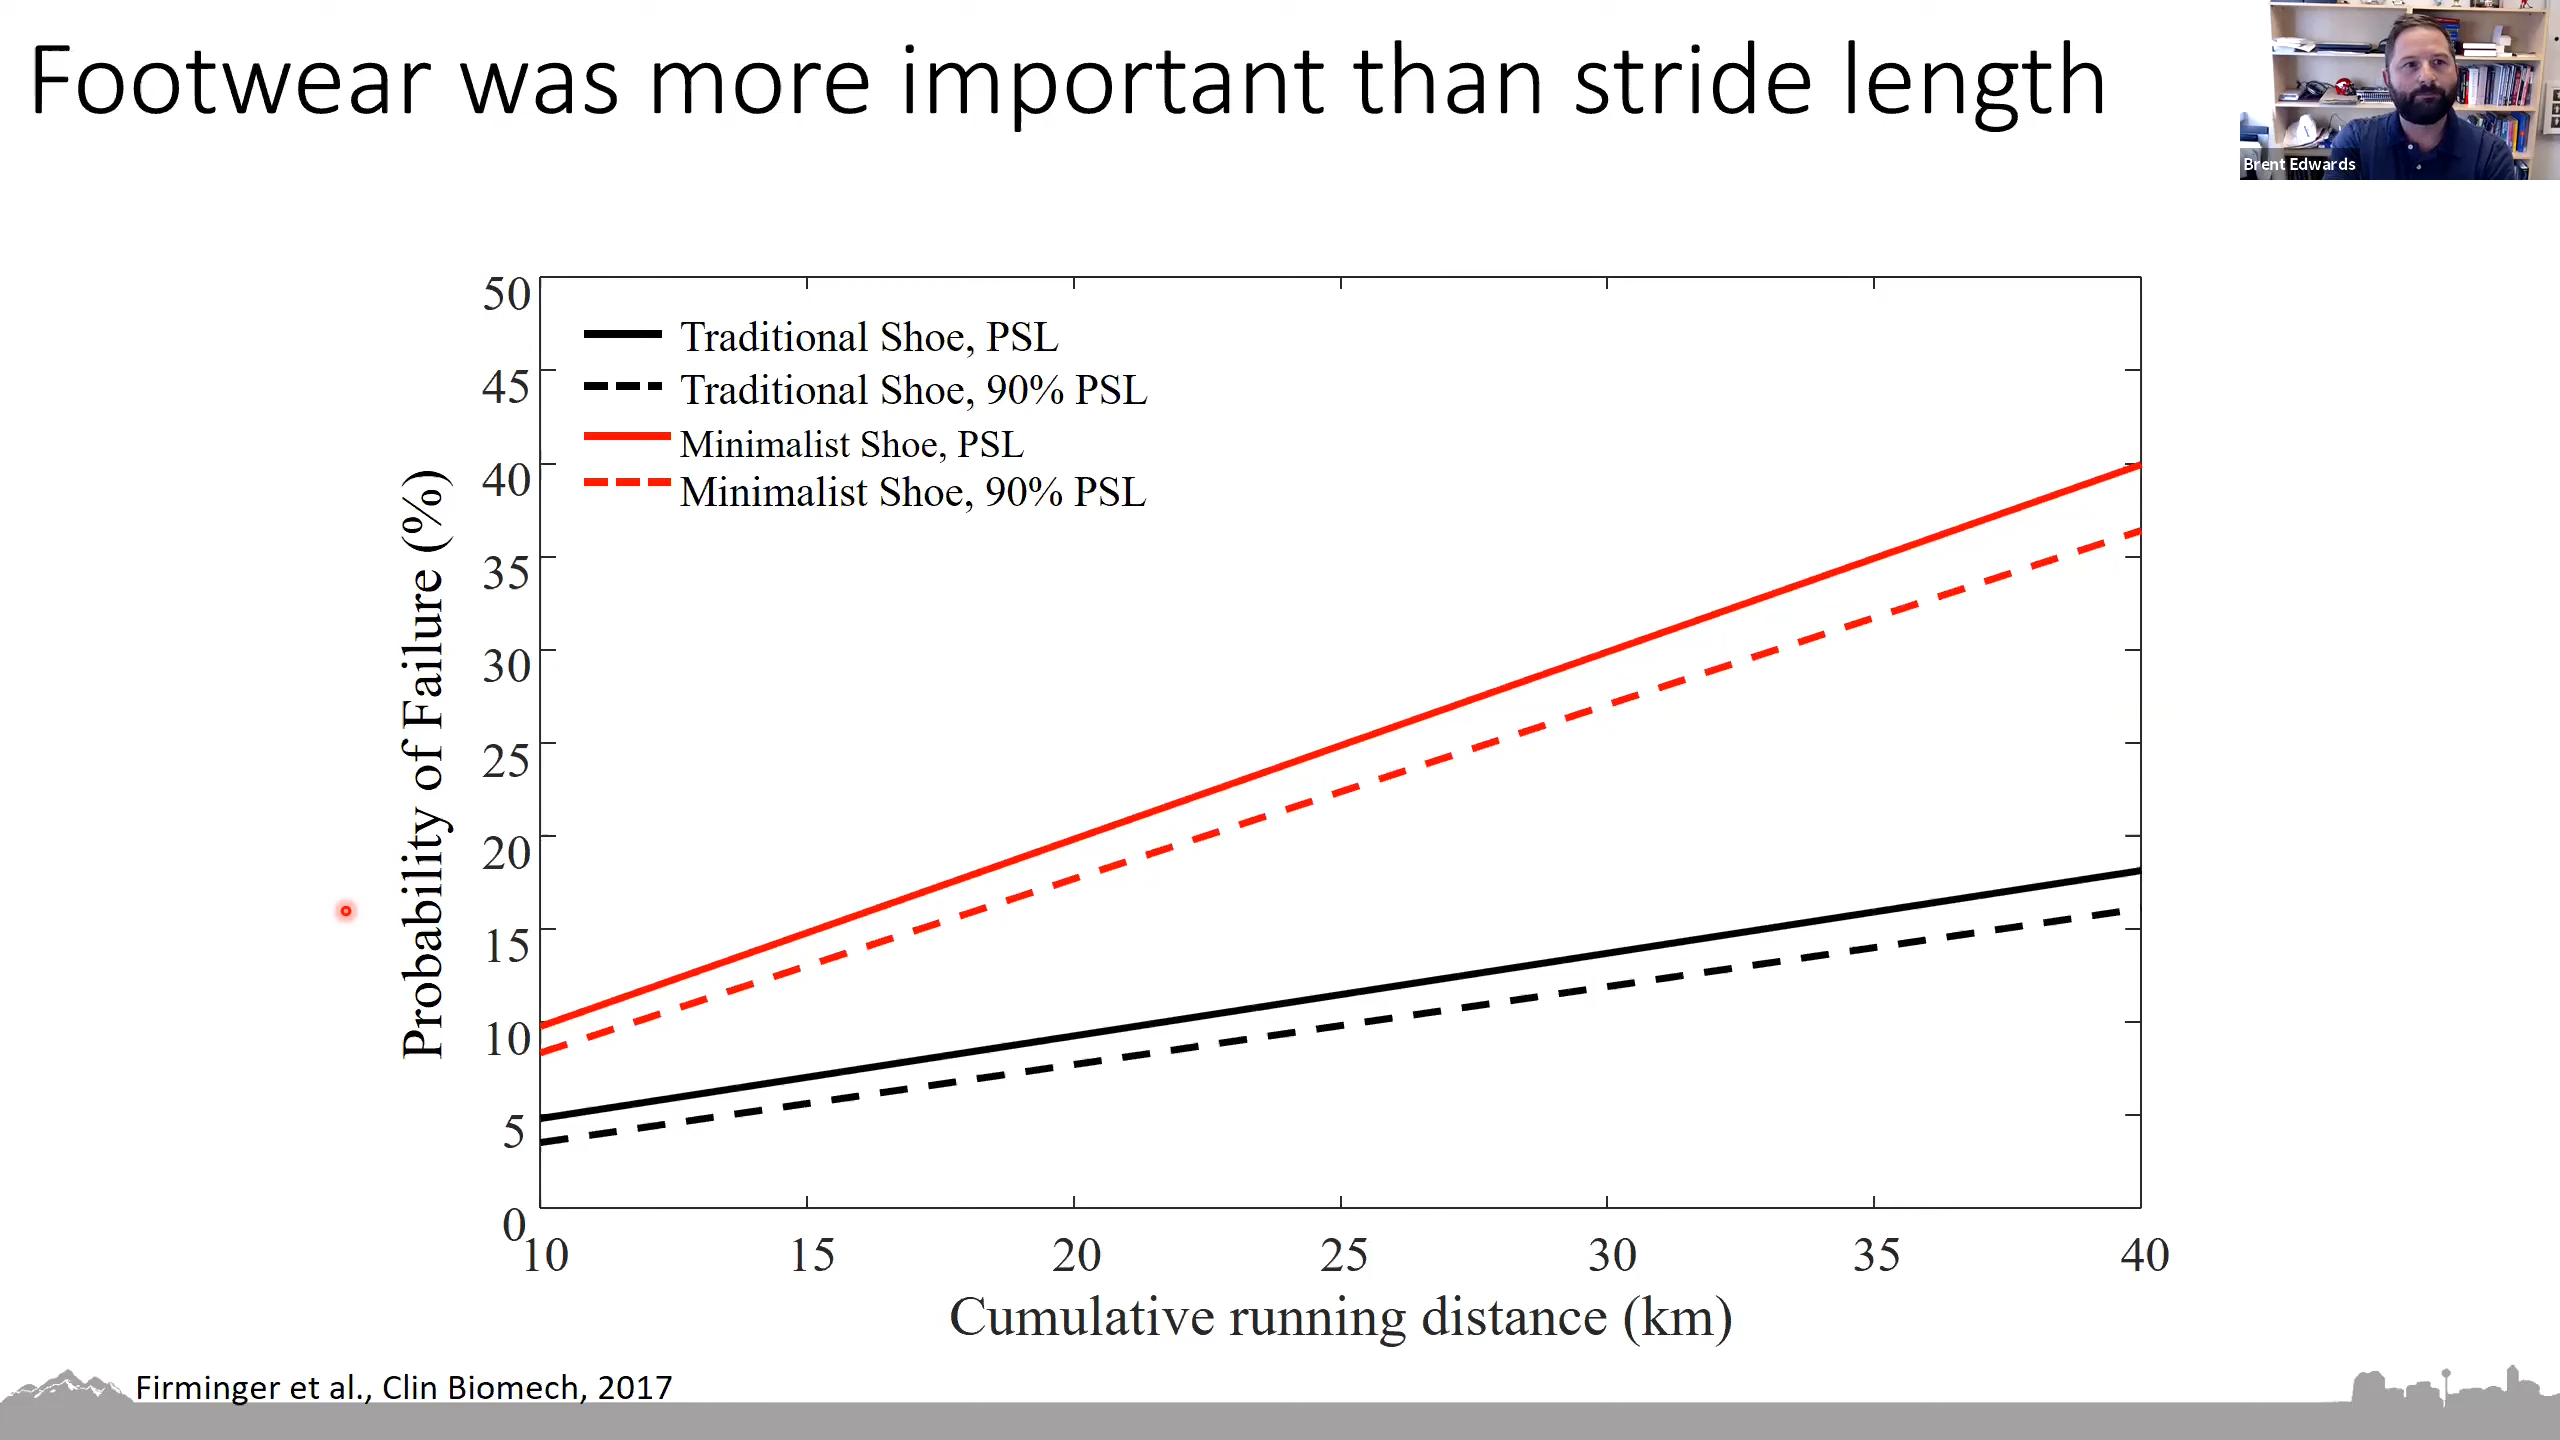 Footwear was more important than stride length
Brent Edwards
Traditional Shoe, PSL
Traditional Shoe, 90% PSL
Minimalist Shoe, PSL
Minimalist Shoe, 90% PSL
Probability of Failure (%)
50
45
40
35
30
25
20
15
10
5
0
10 15 20 25 30 35 40
Cumulative running distance (km)
Firminger et al., Clin Biomech, 2017